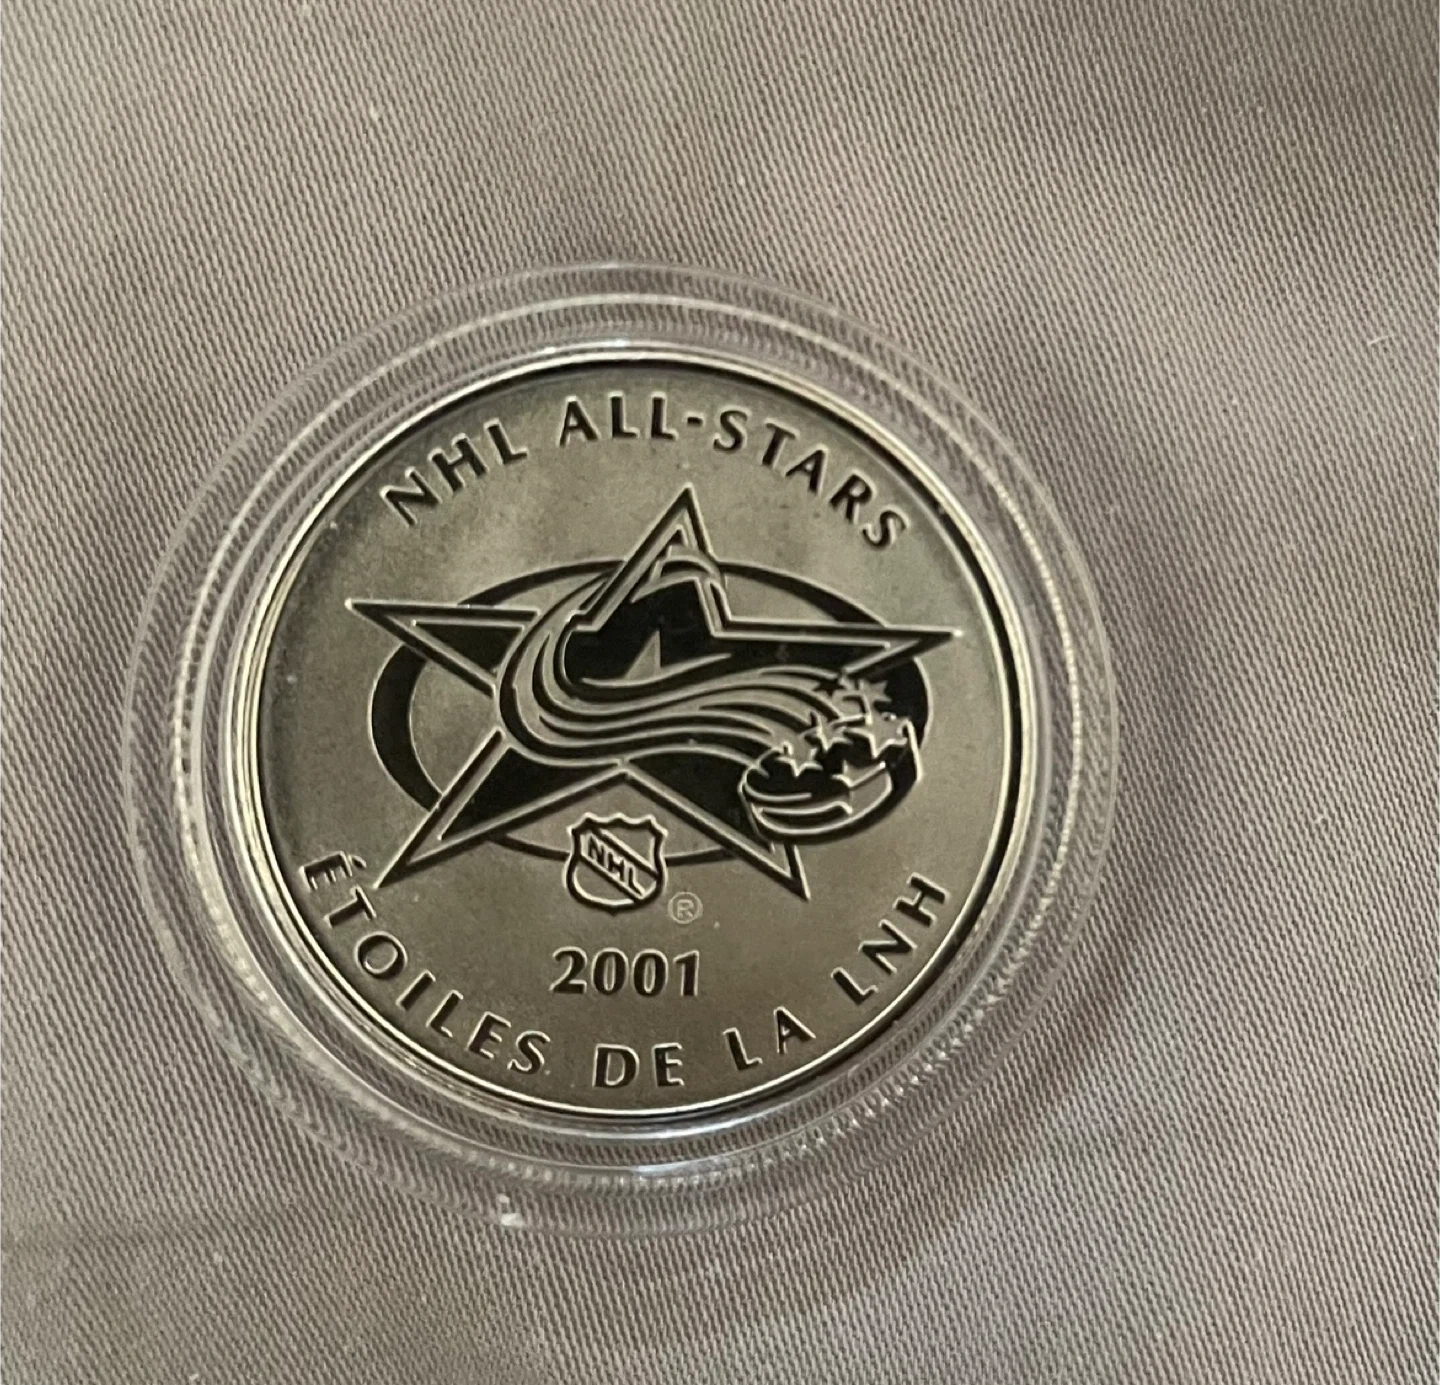 NHL ALL-STARS
NHL
®
2001
ÉTOILES DE LA LNH